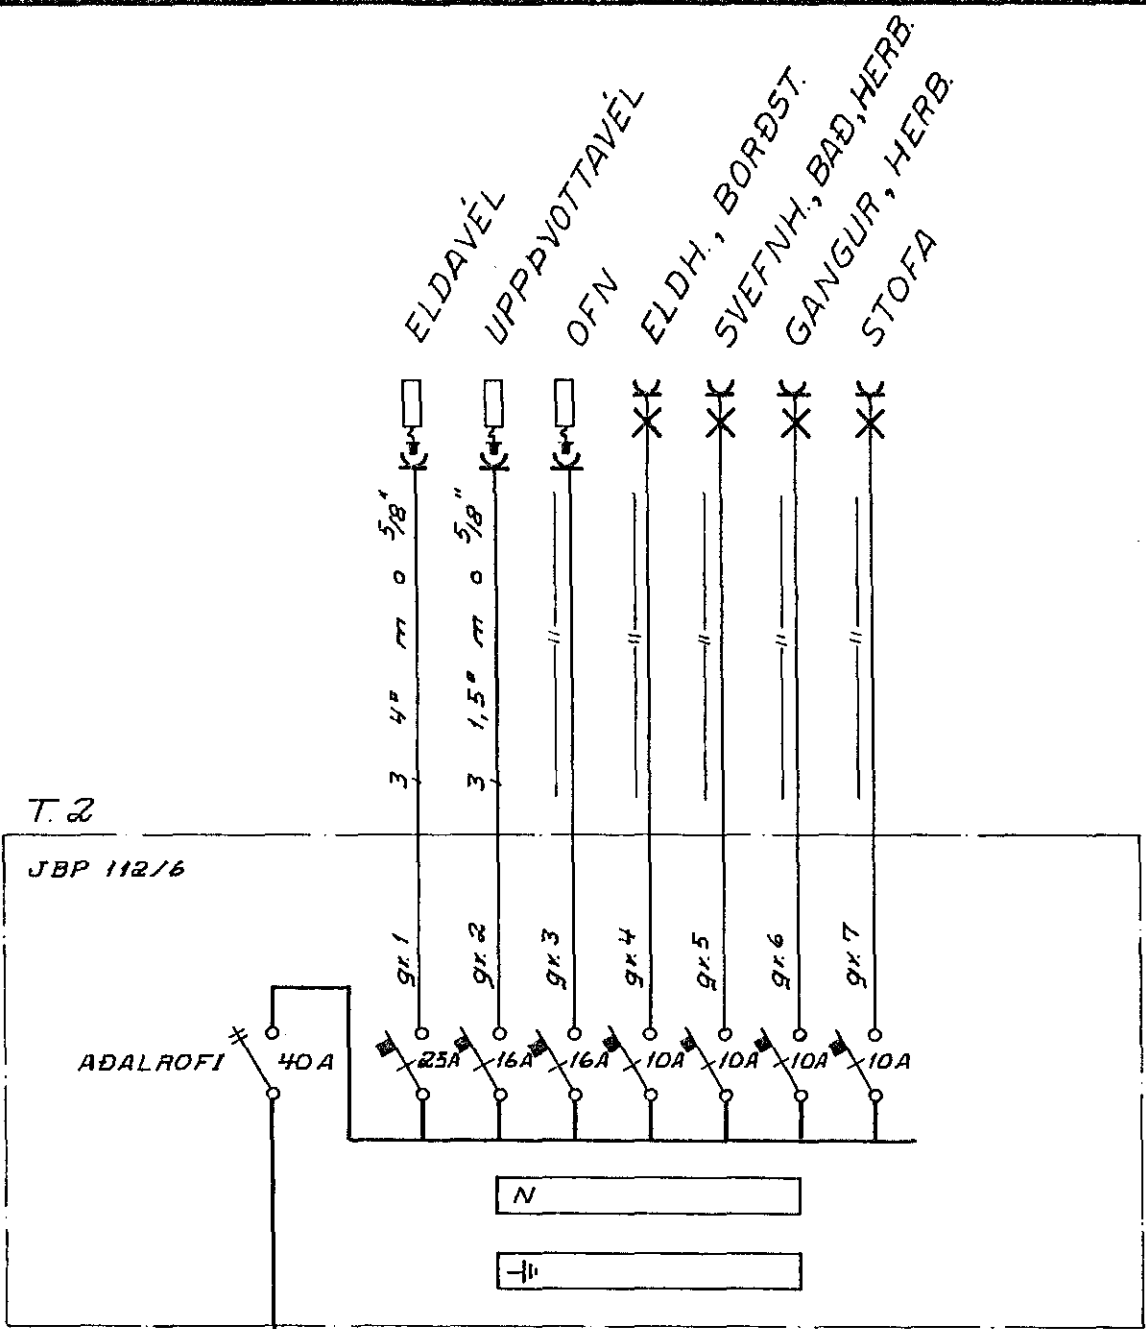 ELDAVÉL
UPPÞVOTTAVÉL
OFN
ELDH., BORÐST.
SVEFNH., BAÐ, HERB.
GANGUR, HERB.
STOFA
3 4▫ m o 5/8"
3 1,5▫ m o 5/8"
〃
〃
〃
〃
〃
T. 2
JBP 112/6
gr. 1
gr. 2
gr. 3
gr. 4
gr. 5
gr. 6
gr. 7
AÐALROFI 40A
25A
16A
16A
10A
10A
10A
10A
N